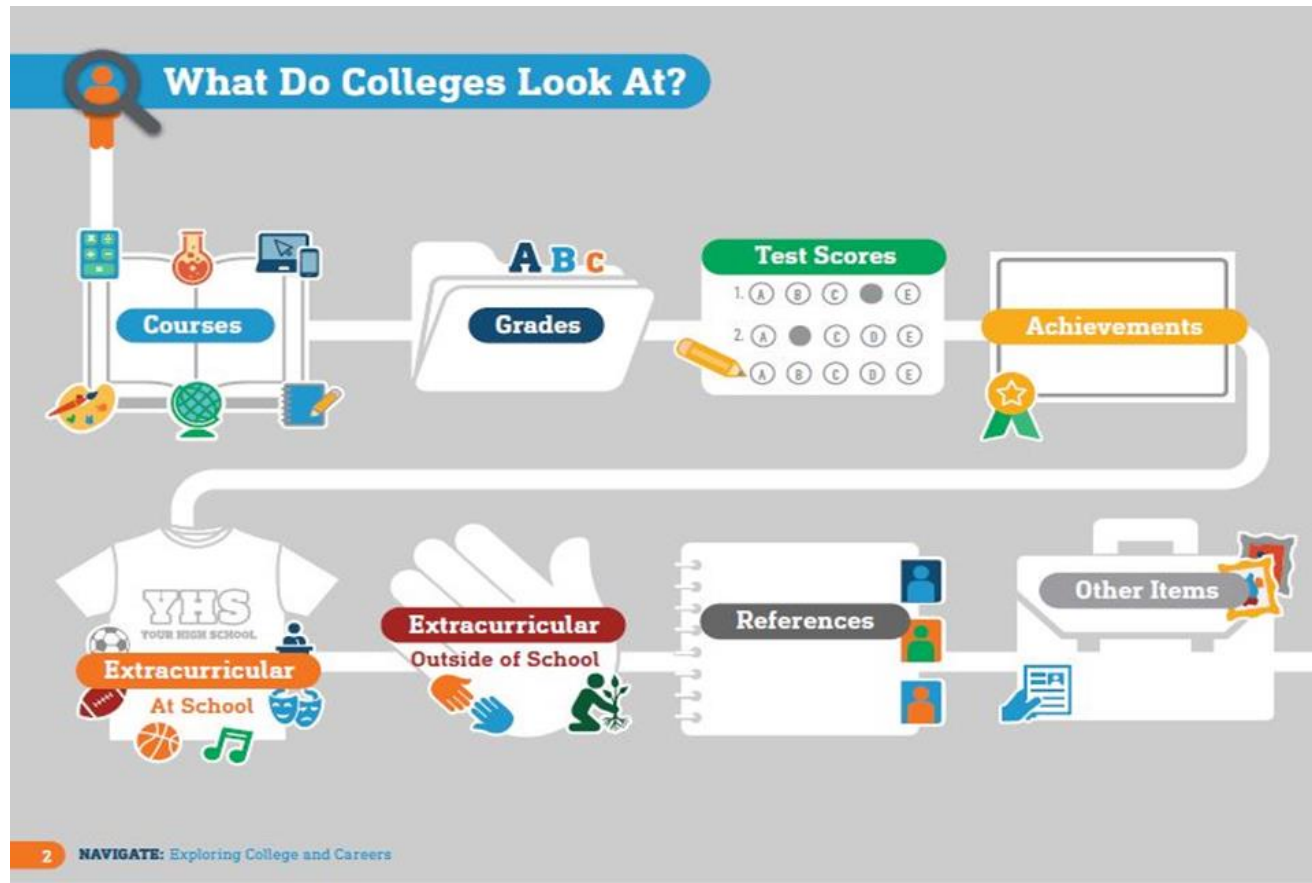 What Do Colleges Look At?
Courses
A B C
Grades
Test Scores
1. A B C E
2. A C D E
A B C D E
Achievements
YHS
YOUR HIGH SCHOOL
Extracurricular
At School
Extracurricular
Outside of School
References
Other Items
2 NAVIGATE: Exploring College and Careers